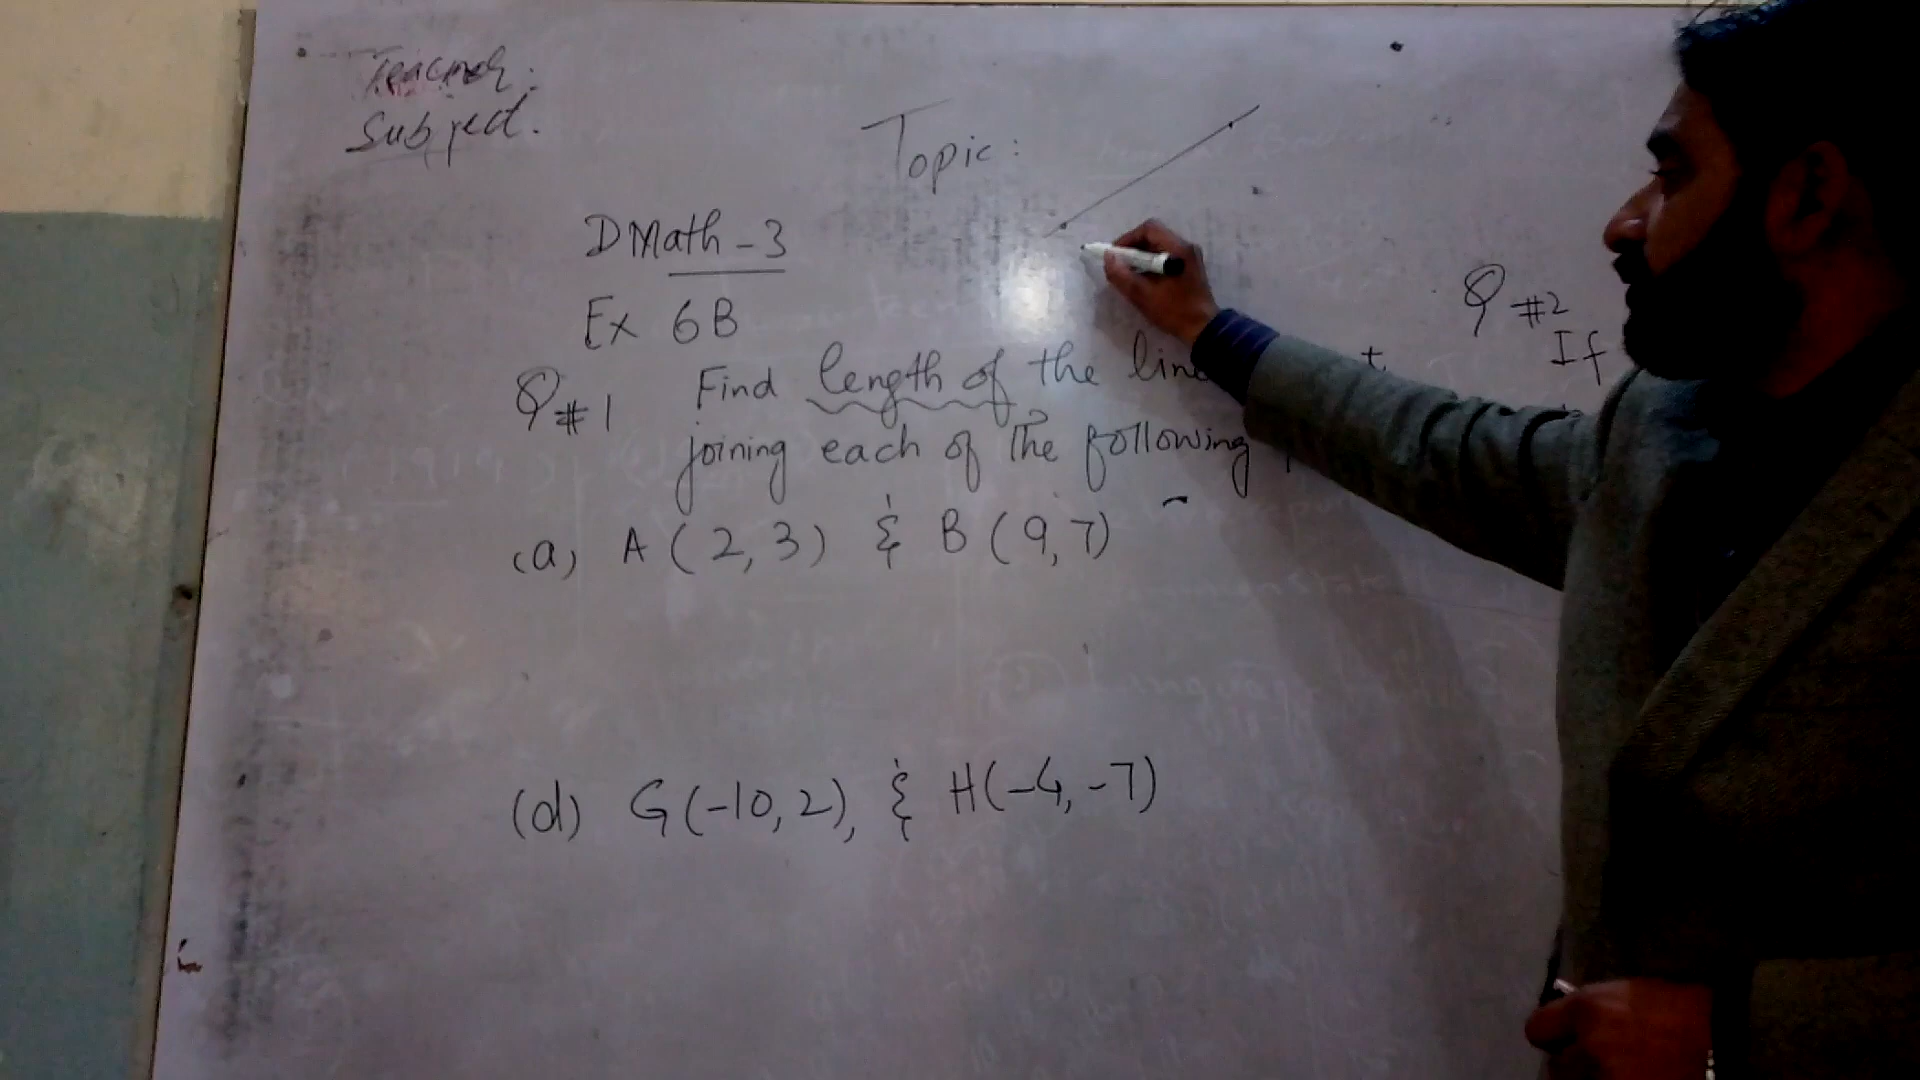 Teacher:
Subject.
Topic:
D Math - 3
Ex 6B
Q #1 Find length of the line
joining each of the following
(a) A (2, 3) & B (9, 7)
(d) G(-10, 2), & H(-4, -7)
Q #2
If